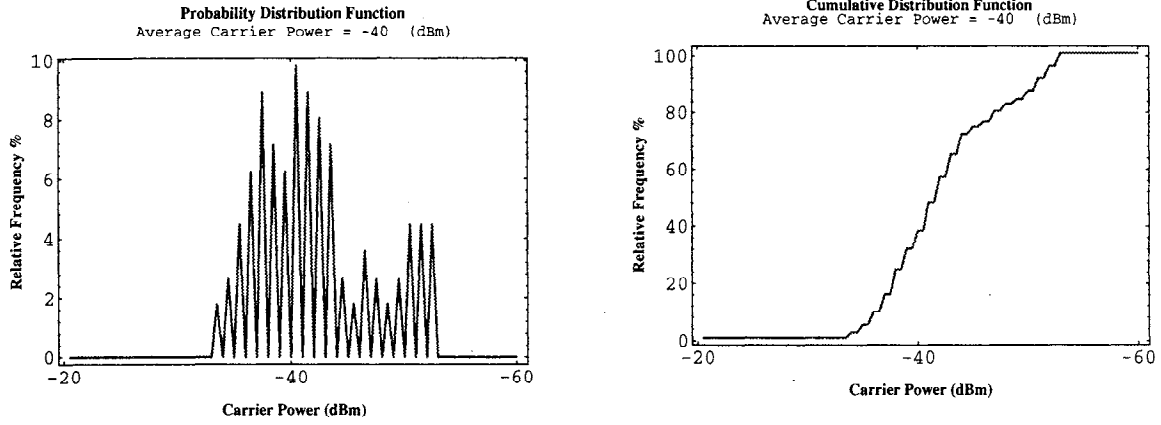 Probability Distribution Function
Average Carrier Power = -40 (dBm)
10
8
6
4
2
0
-20
-40
-60
Relative Frequency %
Carrier Power (dBm)
Cumulative Distribution Function
Average Carrier Power = -40 (dBm)
100
80
60
40
20
0
-20
-40
-60
Relative Frequency %
Carrier Power (dBm)